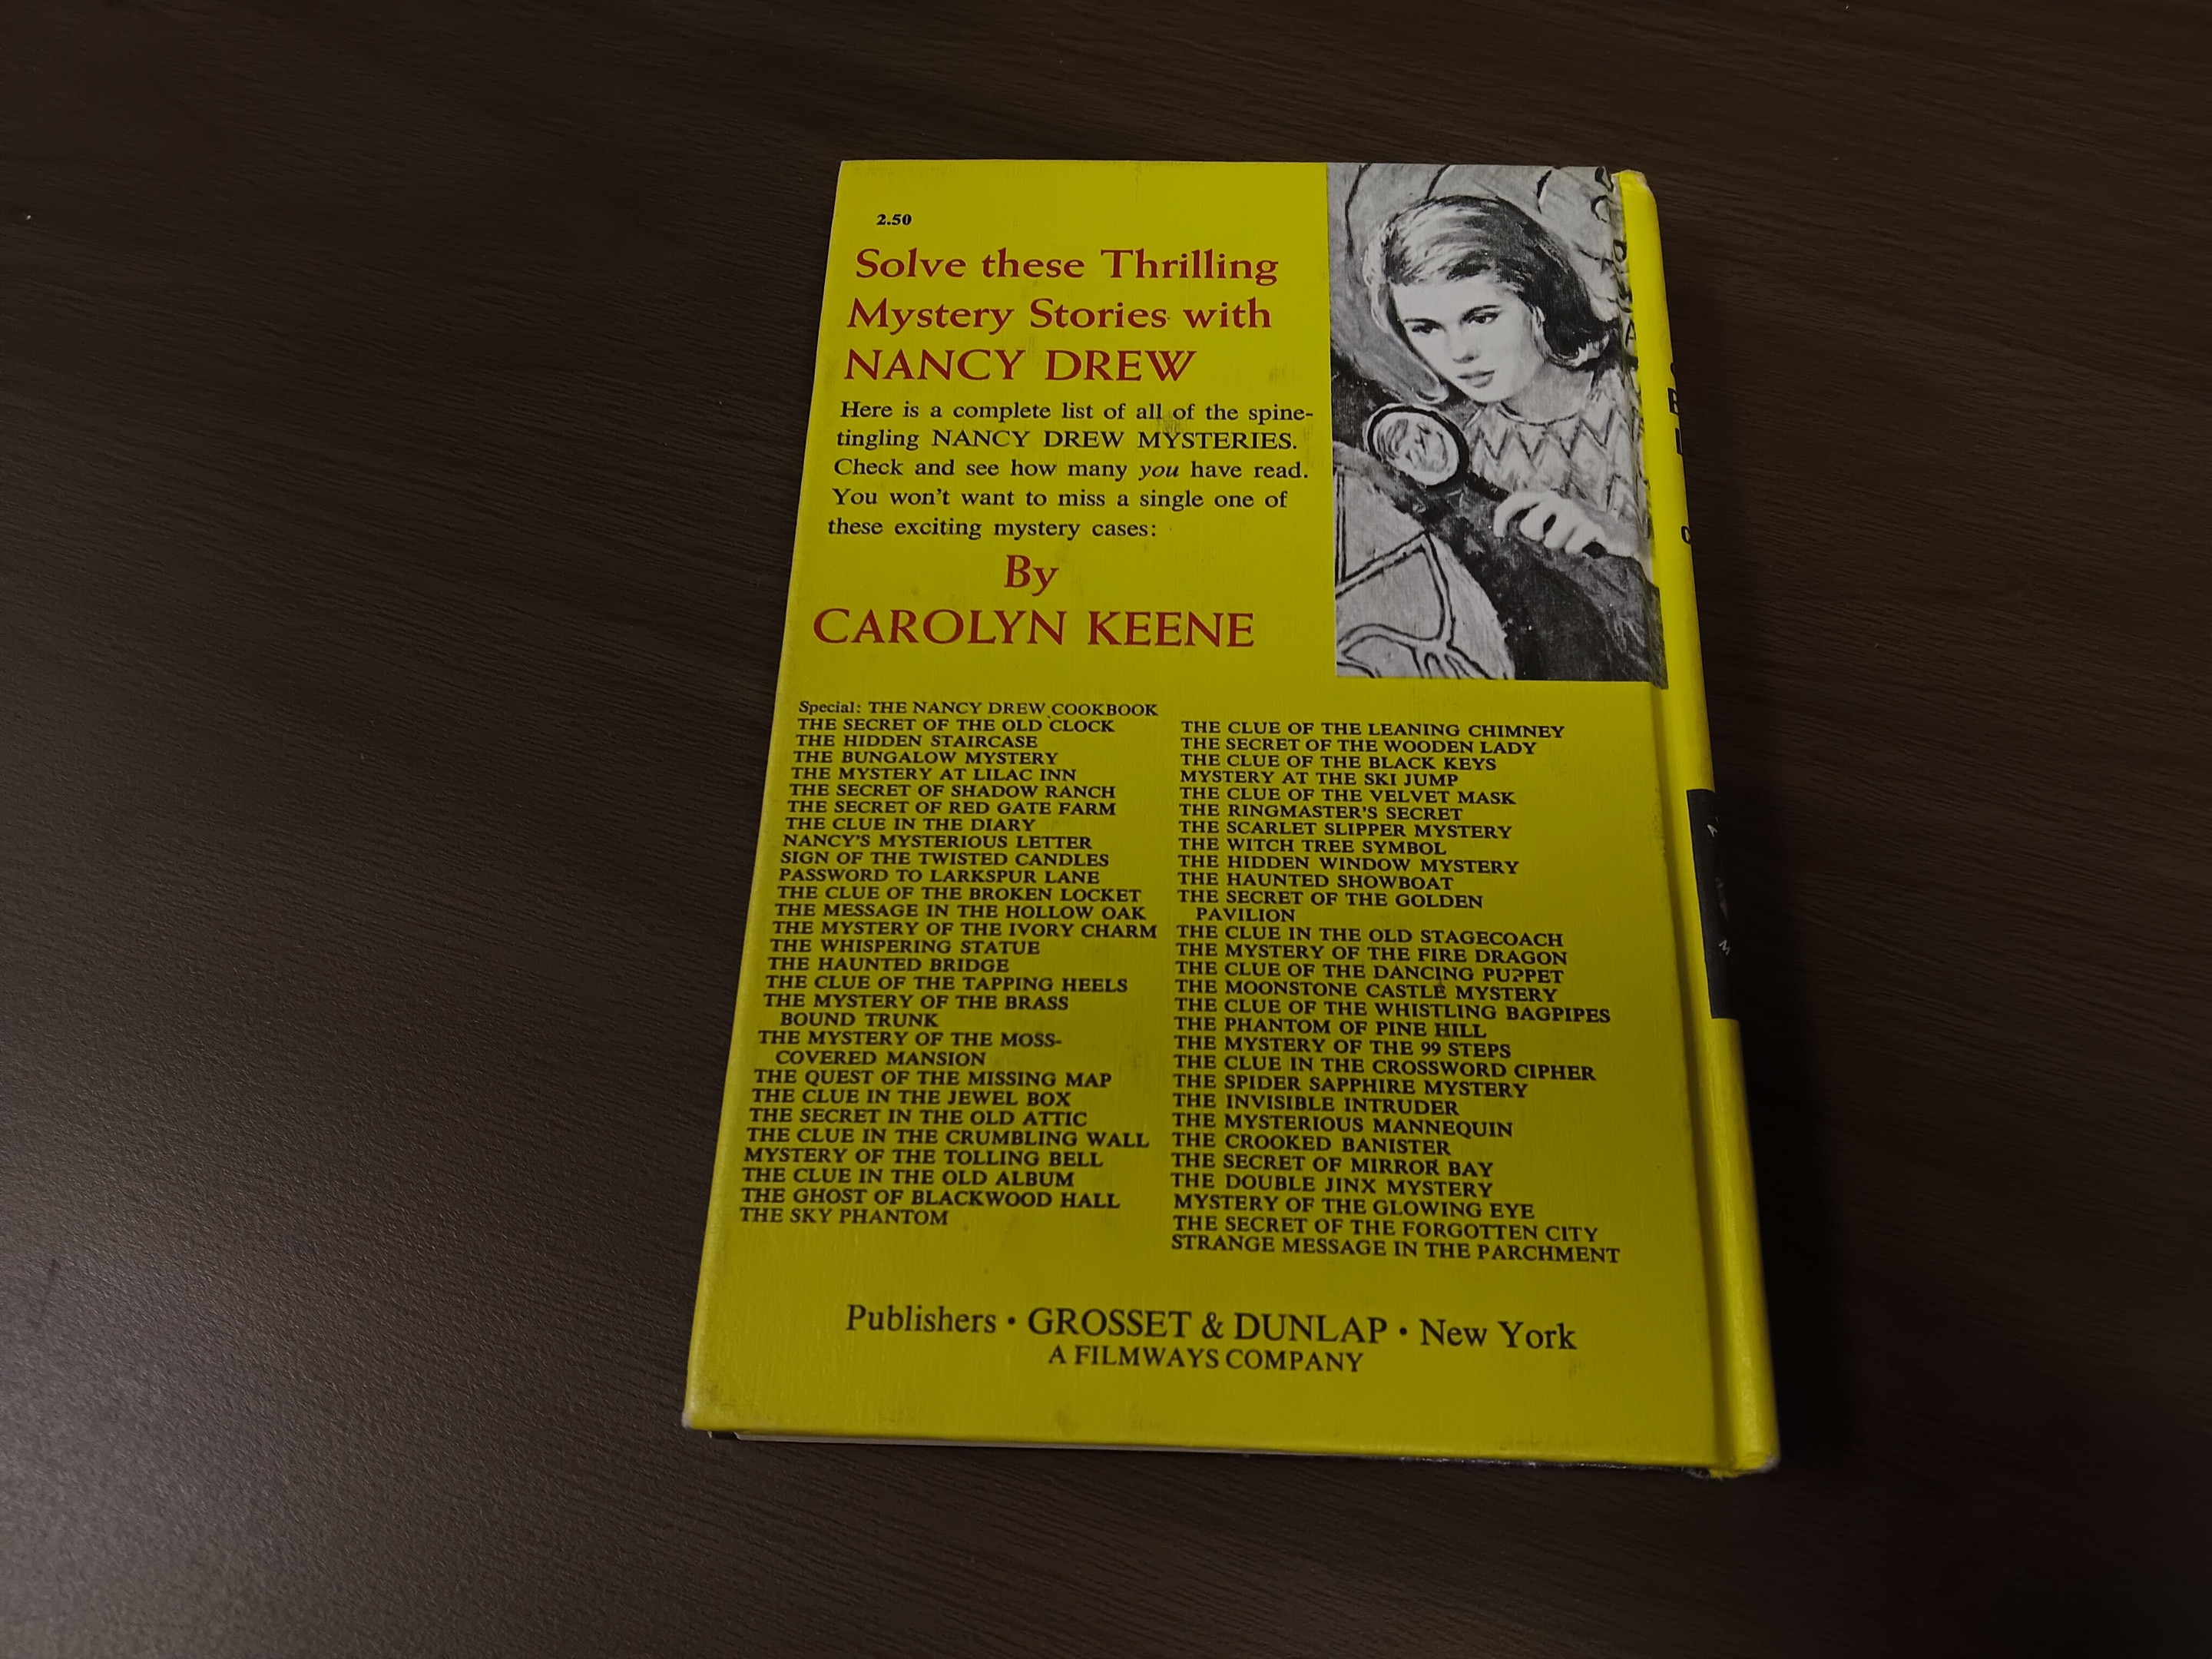 2.50
Solve these Thrilling
Mystery Stories with
NANCY DREW
Here is a complete list of all of the spine-
tingling NANCY DREW MYSTERIES.
Check and see how many you have read.
You won't want to miss a single one of
these exciting mystery cases:
By
CAROLYN KEENE
Special: THE NANCY DREW COOKBOOK
THE SECRET OF THE OLD CLOCK
THE HIDDEN STAIRCASE
THE BUNGALOW MYSTERY
THE MYSTERY AT LILAC INN
THE SECRET OF SHADOW RANCH
THE SECRET OF RED GATE FARM
THE CLUE IN THE DIARY
NANCY'S MYSTERIOUS LETTER
SIGN OF THE TWISTED CANDLES
PASSWORD TO LARKSPUR LANE
THE CLUE OF THE BROKEN LOCKET
THE MESSAGE IN THE HOLLOW OAK
THE MYSTERY OF THE IVORY CHARM
THE WHISPERING STATUE
THE HAUNTED BRIDGE
THE CLUE OF THE TAPPING HEELS
THE MYSTERY OF THE BRASS
BOUND TRUNK
THE MYSTERY OF THE MOSS-
COVERED MANSION
THE QUEST OF THE MISSING MAP
THE CLUE IN THE JEWEL BOX
THE SECRET IN THE OLD ATTIC
THE CLUE IN THE CRUMBLING WALL
MYSTERY OF THE TOLLING BELL
THE CLUE IN THE OLD ALBUM
THE GHOST OF BLACKWOOD HALL
THE SKY PHANTOM
THE CLUE OF THE LEANING CHIMNEY
THE SECRET OF THE WOODEN LADY
THE CLUE OF THE BLACK KEYS
MYSTERY AT THE SKI JUMP
THE CLUE OF THE VELVET MASK
THE RINGMASTER'S SECRET
THE SCARLET SLIPPER MYSTERY
THE WITCH TREE SYMBOL
THE HIDDEN WINDOW MYSTERY
THE HAUNTED SHOWBOAT
THE SECRET OF THE GOLDEN
PAVILION
THE CLUE IN THE OLD STAGECOACH
THE MYSTERY OF THE FIRE DRAGON
THE CLUE OF THE DANCING PUPPET
THE MOONSTONE CASTLE MYSTERY
THE CLUE OF THE WHISTLING BAGPIPES
THE PHANTOM OF PINE HILL
THE MYSTERY OF THE 99 STEPS
THE CLUE IN THE CROSSWORD CIPHER
THE SPIDER SAPPHIRE MYSTERY
THE INVISIBLE INTRUDER
THE MYSTERIOUS MANNEQUIN
THE CROOKED BANISTER
THE SECRET OF MIRROR BAY
THE DOUBLE JINX MYSTERY
MYSTERY OF THE GLOWING EYE
THE SECRET OF THE FORGOTTEN CITY
STRANGE MESSAGE IN THE PARCHMENT
Publishers • GROSSET & DUNLAP • New York
A FILMWAYS COMPANY